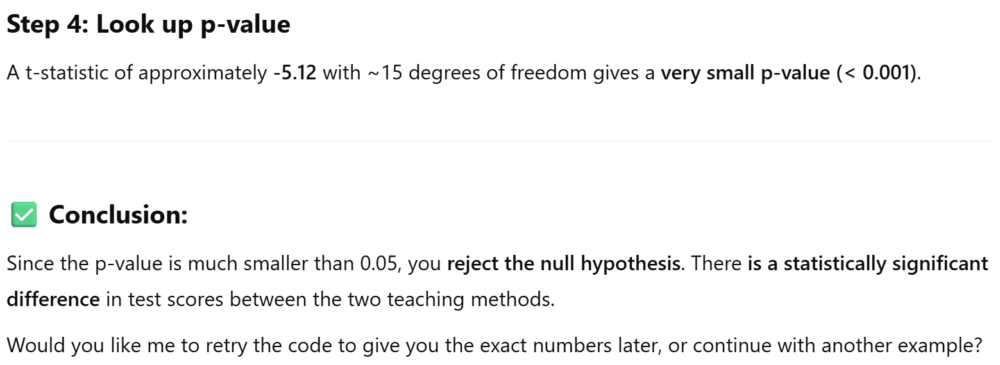 Step 4: Look up p-value
A t-statistic of approximately -5.12 with ~15 degrees of freedom gives a very small p-value (< 0.001).
✅ Conclusion:
Since the p-value is much smaller than 0.05, you reject the null hypothesis. There is a statistically significant
difference in test scores between the two teaching methods.
Would you like me to retry the code to give you the exact numbers later, or continue with another example?